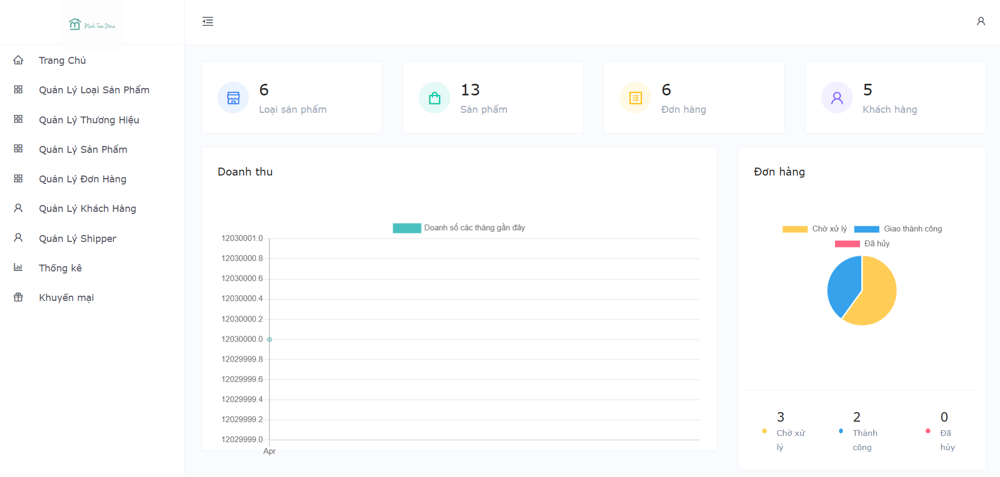 Minh Tien Store
Trang Chủ
Quản Lý Loại Sản Phẩm
Quản Lý Thương Hiệu
Quản Lý Sản Phẩm
Quản Lý Đơn Hàng
Quản Lý Khách Hàng
Quản Lý Shipper
Thống kê
Khuyến mại
6
Loại sản phẩm
13
Sản phẩm
6
Đơn hàng
5
Khách hàng
Doanh thu
Doanh số các tháng gần đây
12030001.0
12030000.8
12030000.6
12030000.4
12030000.2
12030000.0
12029999.8
12029999.6
12029999.4
12029999.2
12029999.0
Apr
Đơn hàng
Chờ xử lý
Giao thành công
Đã hủy
3
Chờ xử
lý
2
Thành
công
0
Đã
hủy